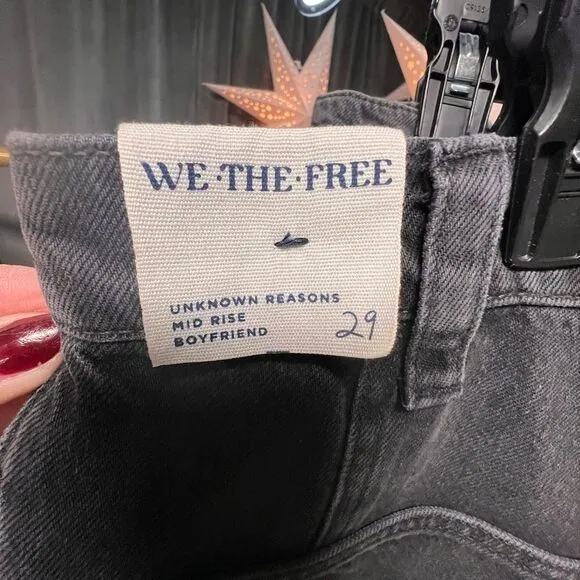 WE·THE·FREE
UNKNOWN REASONS
MID RISE
BOYFRIEND
29